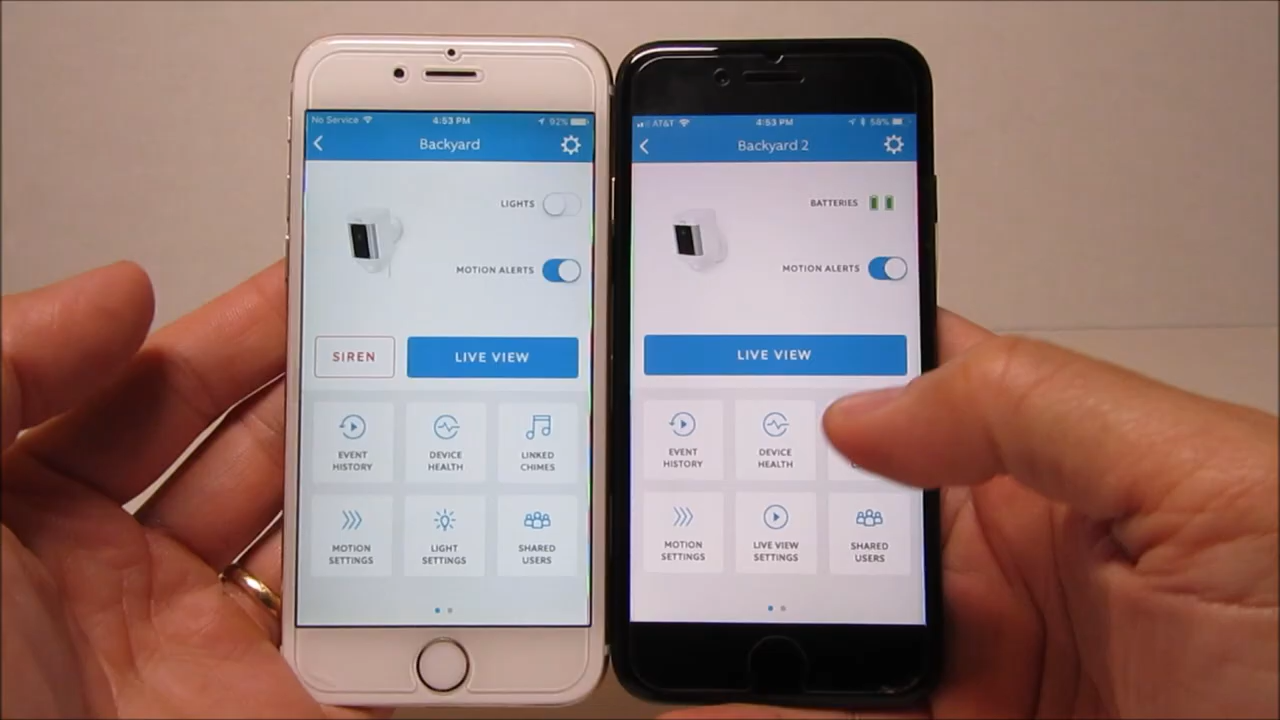 No Service 4:53 PM 92%
Backyard
LIGHTS
MOTION ALERTS
SIREN
LIVE VIEW
EVENT
HISTORY
DEVICE
HEALTH
LINKED
CHIMES
MOTION
SETTINGS
LIGHT
SETTINGS
SHARED
USERS
AT&T 4:53 PM 58%
Backyard 2
BATTERIES
MOTION ALERTS
LIVE VIEW
EVENT
HISTORY
DEVICE
HEALTH
MOTION
SETTINGS
LIVE VIEW
SETTINGS
SHARED
USERS